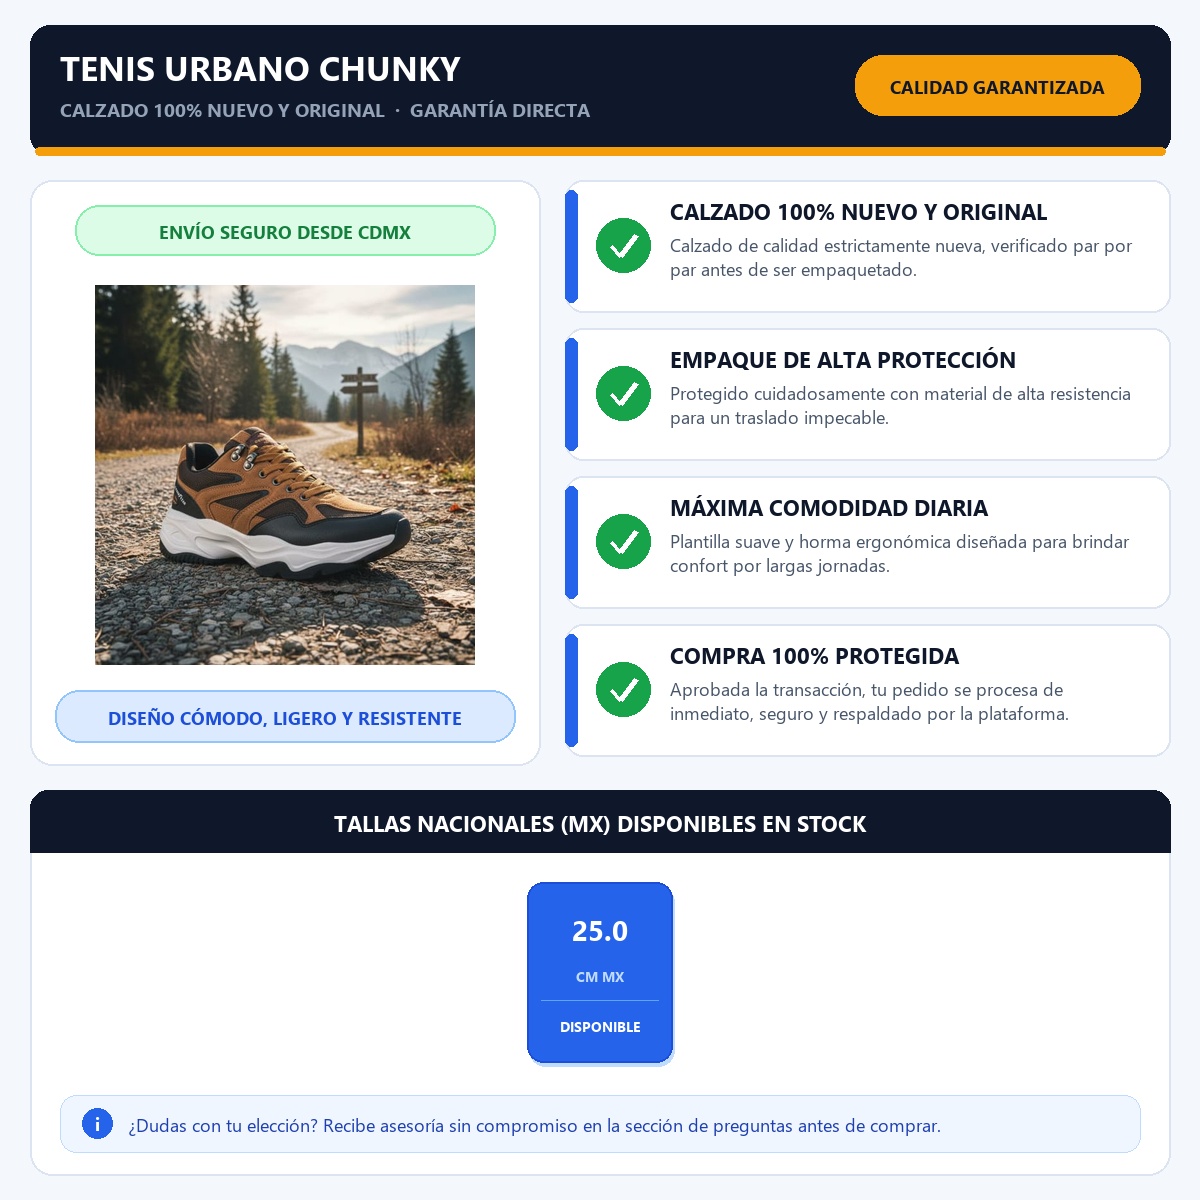 TENIS URBANO CHUNKY
CALZADO 100% NUEVO Y ORIGINAL · GARANTÍA DIRECTA
CALIDAD GARANTIZADA
ENVÍO SEGURO DESDE CDMX
DISEÑO CÓMODO, LIGERO Y RESISTENTE
CALZADO 100% NUEVO Y ORIGINAL
Calzado de calidad estrictamente nueva, verificado par por
par antes de ser empaquetado.
EMPAQUE DE ALTA PROTECCIÓN
Protegido cuidadosamente con material de alta resistencia
para un traslado impecable.
MÁXIMA COMODIDAD DIARIA
Plantilla suave y horma ergonómica diseñada para brindar
confort por largas jornadas.
COMPRA 100% PROTEGIDA
Aprobada la transacción, tu pedido se procesa de
inmediato, seguro y respaldado por la plataforma.
TALLAS NACIONALES (MX) DISPONIBLES EN STOCK
25.0
CM MX
DISPONIBLE
¿Dudas con tu elección? Recibe asesoría sin compromiso en la sección de preguntas antes de comprar.